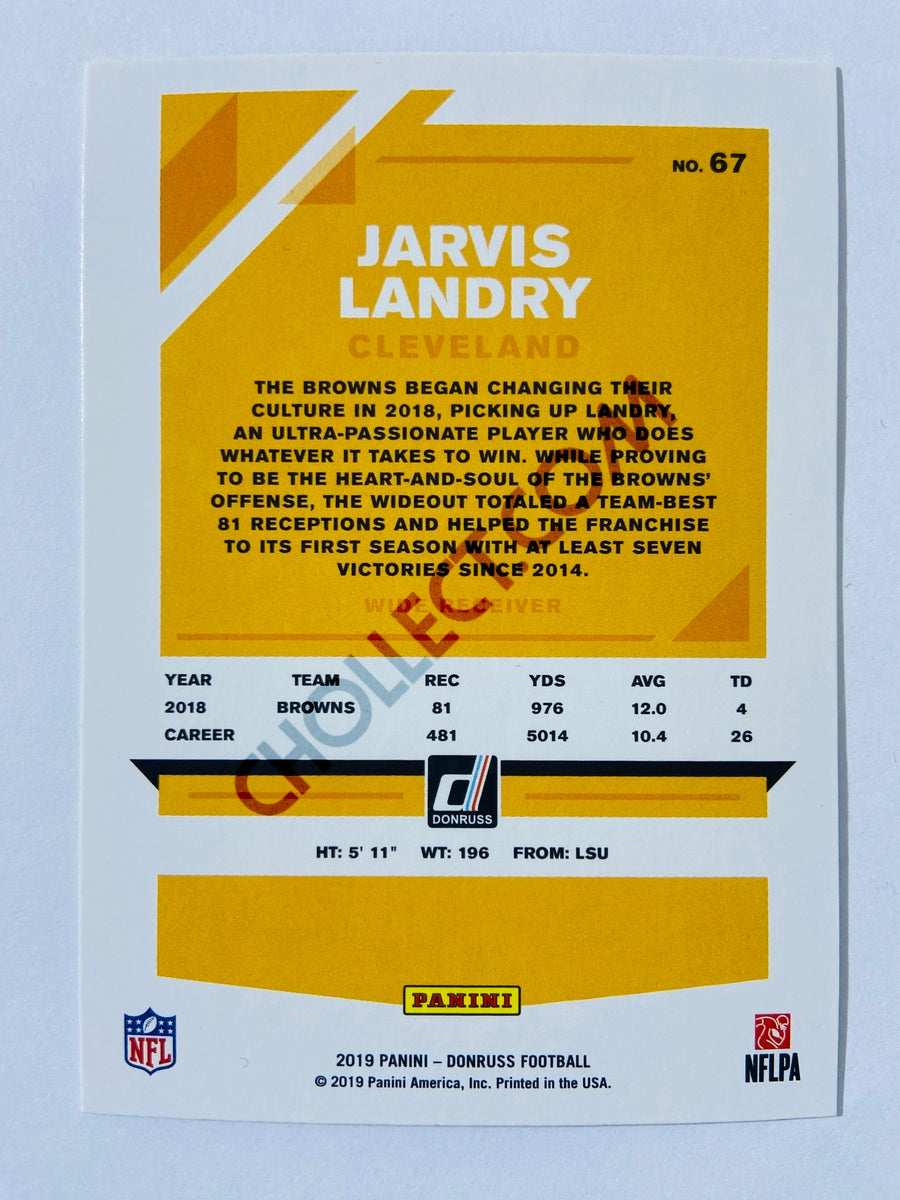 NO. 67
JARVIS
LANDRY
CLEVELAND
THE BROWNS BEGAN CHANGING THEIR
CULTURE IN 2018, PICKING UP LANDRY,
AN ULTRA-PASSIONATE PLAYER WHO DOES
WHATEVER IT TAKES TO WIN. WHILE PROVING
TO BE THE HEART-AND-SOUL OF THE BROWNS'
OFFENSE, THE WIDEOUT TOTALED A TEAM-BEST
81 RECEPTIONS AND HELPED THE FRANCHISE
TO ITS FIRST SEASON WITH AT LEAST SEVEN
VICTORIES SINCE 2014.
WIDE RECEIVER
CHOLLECT.COM
YEAR TEAM REC YDS AVG TD
2018 BROWNS 81 976 12.0 4
CAREER 481 5014 10.4 26
d
DONRUSS
HT: 5' 11" WT: 196 FROM: LSU
PANINI
NFL
NFLPA
2019 PANINI – DONRUSS FOOTBALL
© 2019 Panini America, Inc. Printed in the USA.